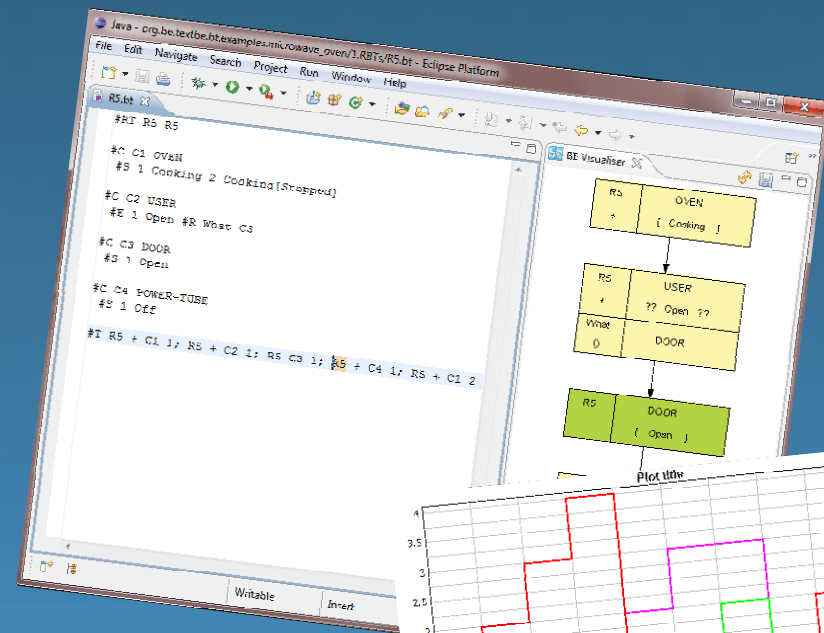 Java - org.be.textbe.bt.examples.microwave_oven/1.RBTs/R5.bt - Eclipse Platform
File Edit Navigate Search Project Run Window Help
R5.bt
#RT R5 R5
#C C1 OVEN
#S 1 Cooking 2 Cooking[Stopped]
#C C2 USER
#E 1 Open #R What C3
#C C3 DOOR
#S 1 Open
#C C4 POWER-TUBE
#S 1 Off
#T R5 + C1 1; R5 + C2 1; R5 C3 1; R5 + C4 1; R5 + C1 2
Writable Insert
BE Visualiser
R5 OVEN
+ [ Cooking ]
R5 USER
+ ?? Open ??
What DOOR
()
R5 DOOR
[ Open ]
Plot title
4
3.5
3
2.5
2